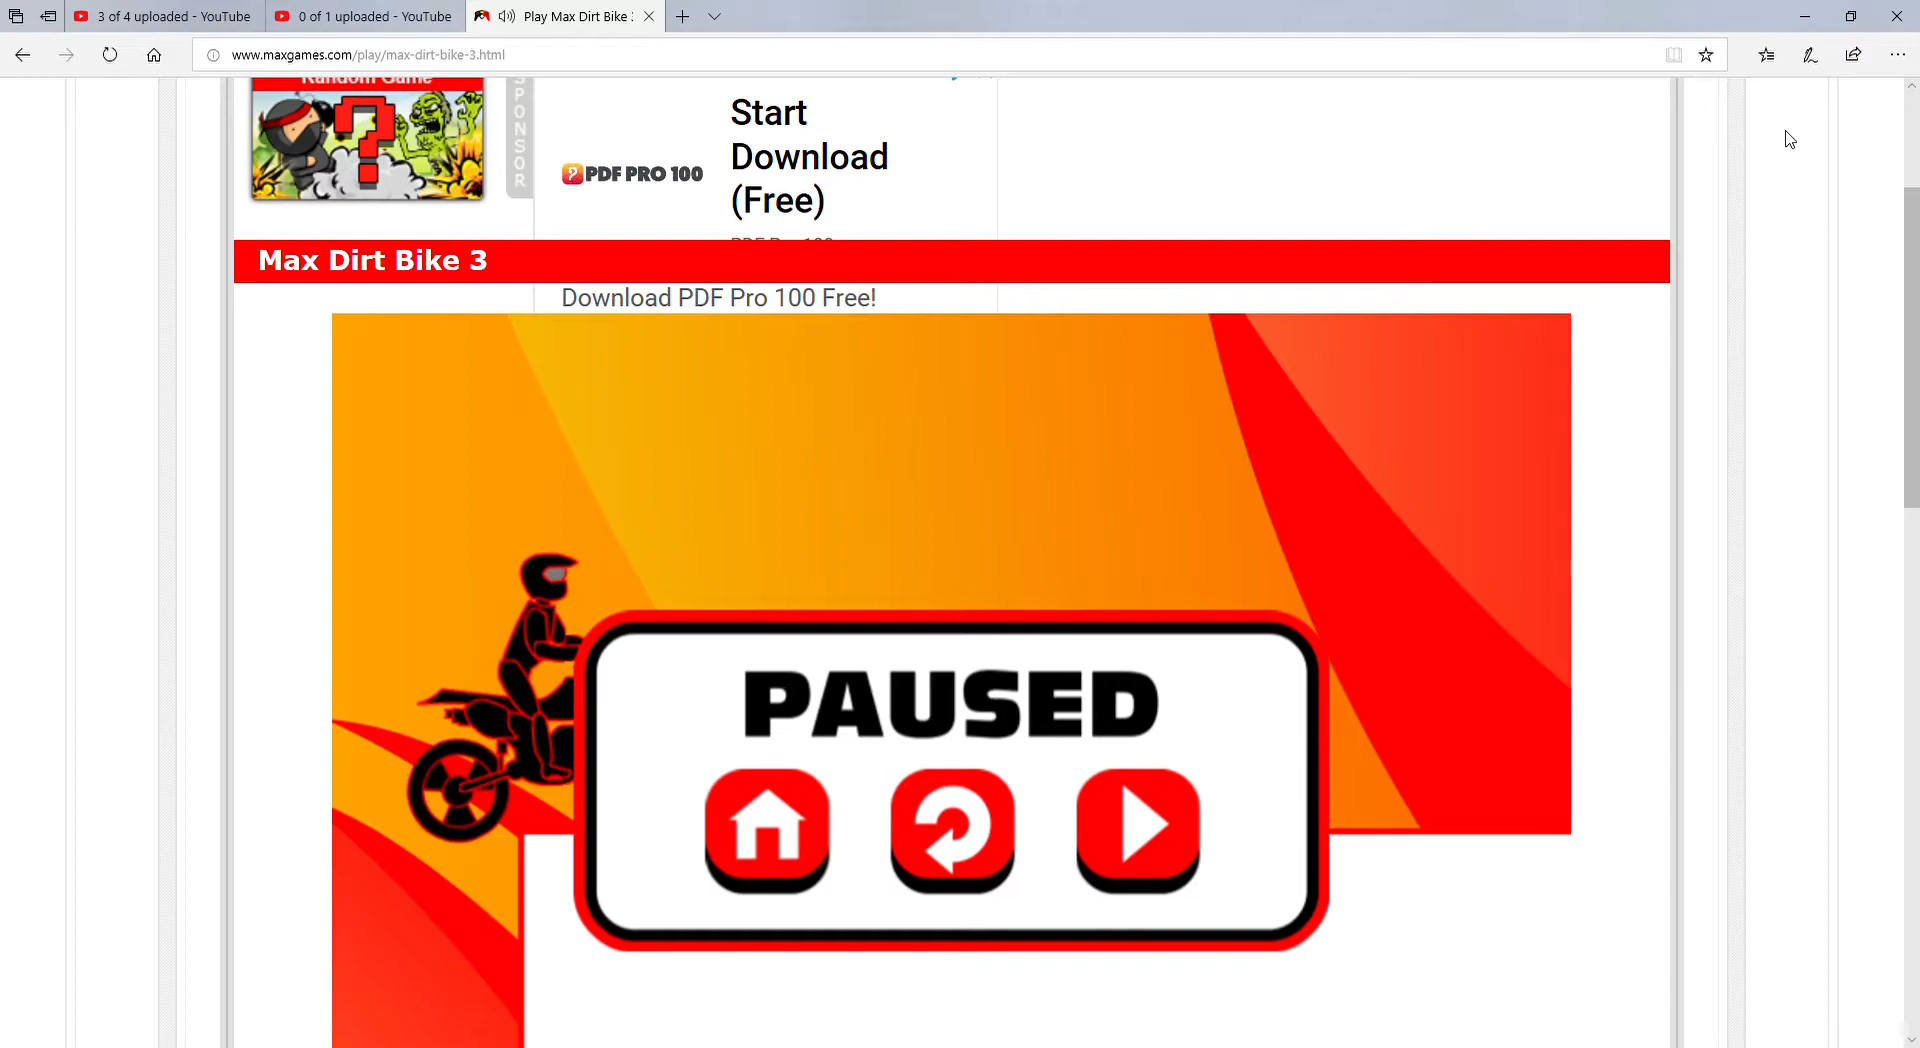 3 of 4 uploaded - YouTube
0 of 1 uploaded - YouTube
Play Max Dirt Bike
www.maxgames.com/play/max-dirt-bike-3.html
Random Game
SPONSOR
PDF PRO 100
Start
Download
(Free)
Max Dirt Bike 3
Download PDF Pro 100 Free!
PAUSED